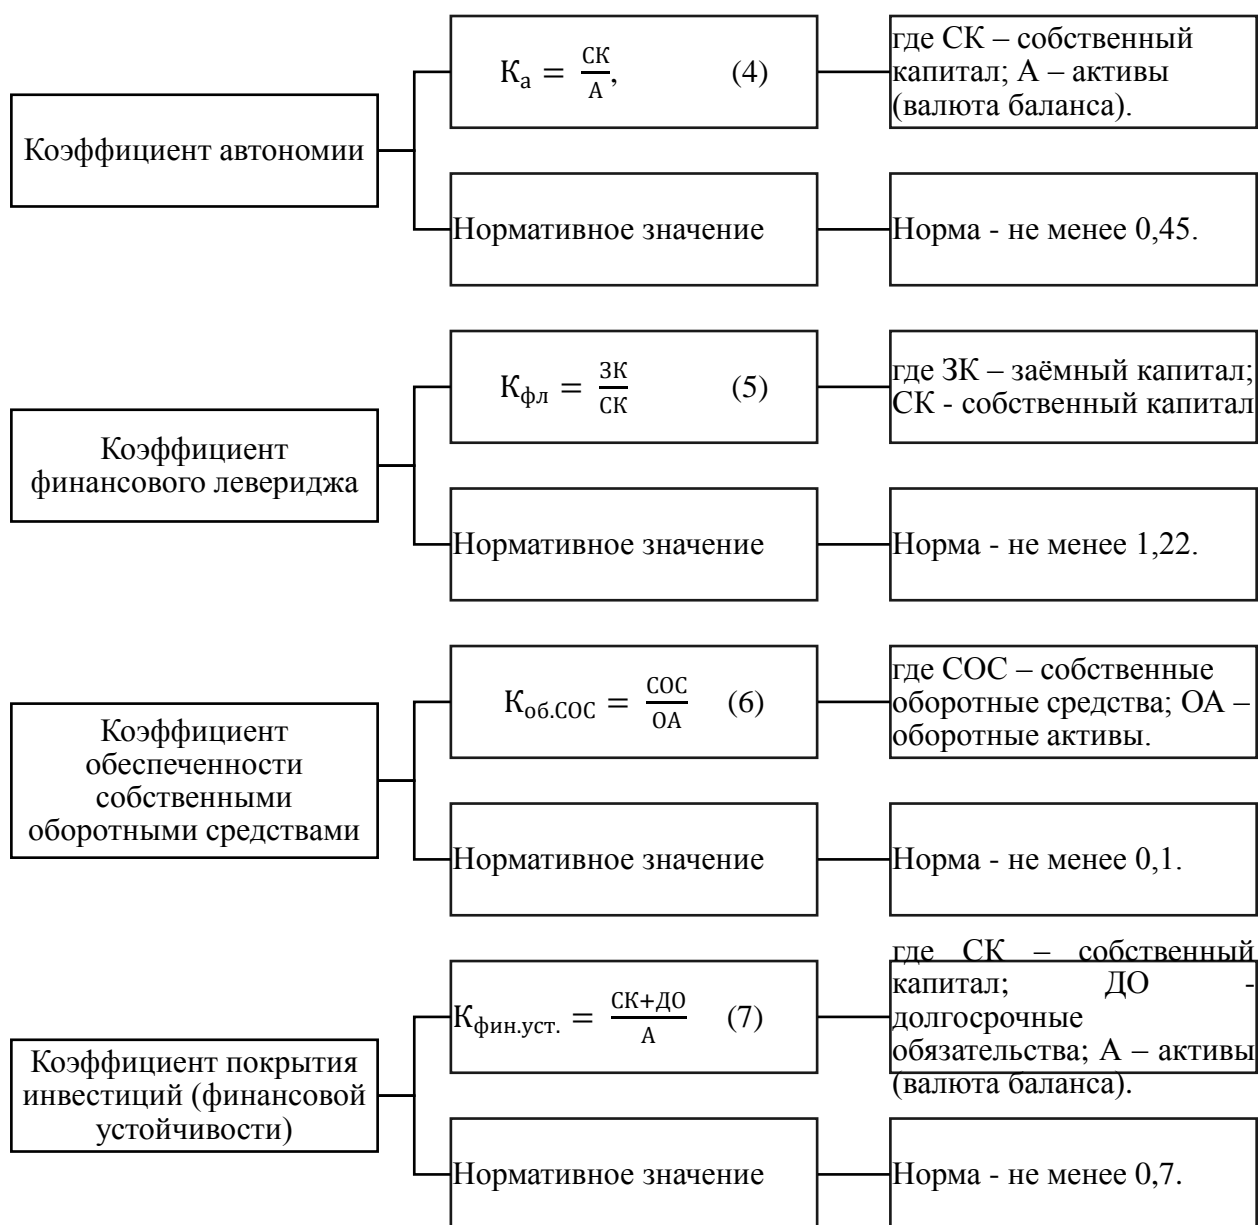 Коэффициент автономии
Kₐ = СК/А, (4)
где СК – собственный
капитал; А – активы
(валюта баланса).
Нормативное значение
Норма - не менее 0,45.
Коэффициент
финансового левериджа
K_фл = ЗК/СК (5)
где ЗК – заёмный капитал;
СК - собственный капитал
Нормативное значение
Норма - не менее 1,22.
Коэффициент
обеспеченности
собственными
оборотными средствами
K_об.СОС = СОС/ОА (6)
где СОС – собственные
оборотные средства; ОА –
оборотные активы.
Нормативное значение
Норма - не менее 0,1.
Коэффициент покрытия
инвестиций (финансовой
устойчивости)
K_фин.уст. = СК+ДО/А (7)
где СК – собственный
капитал; ДО -
долгосрочные
обязательства; А – активы
(валюта баланса).
Нормативное значение
Норма - не менее 0,7.